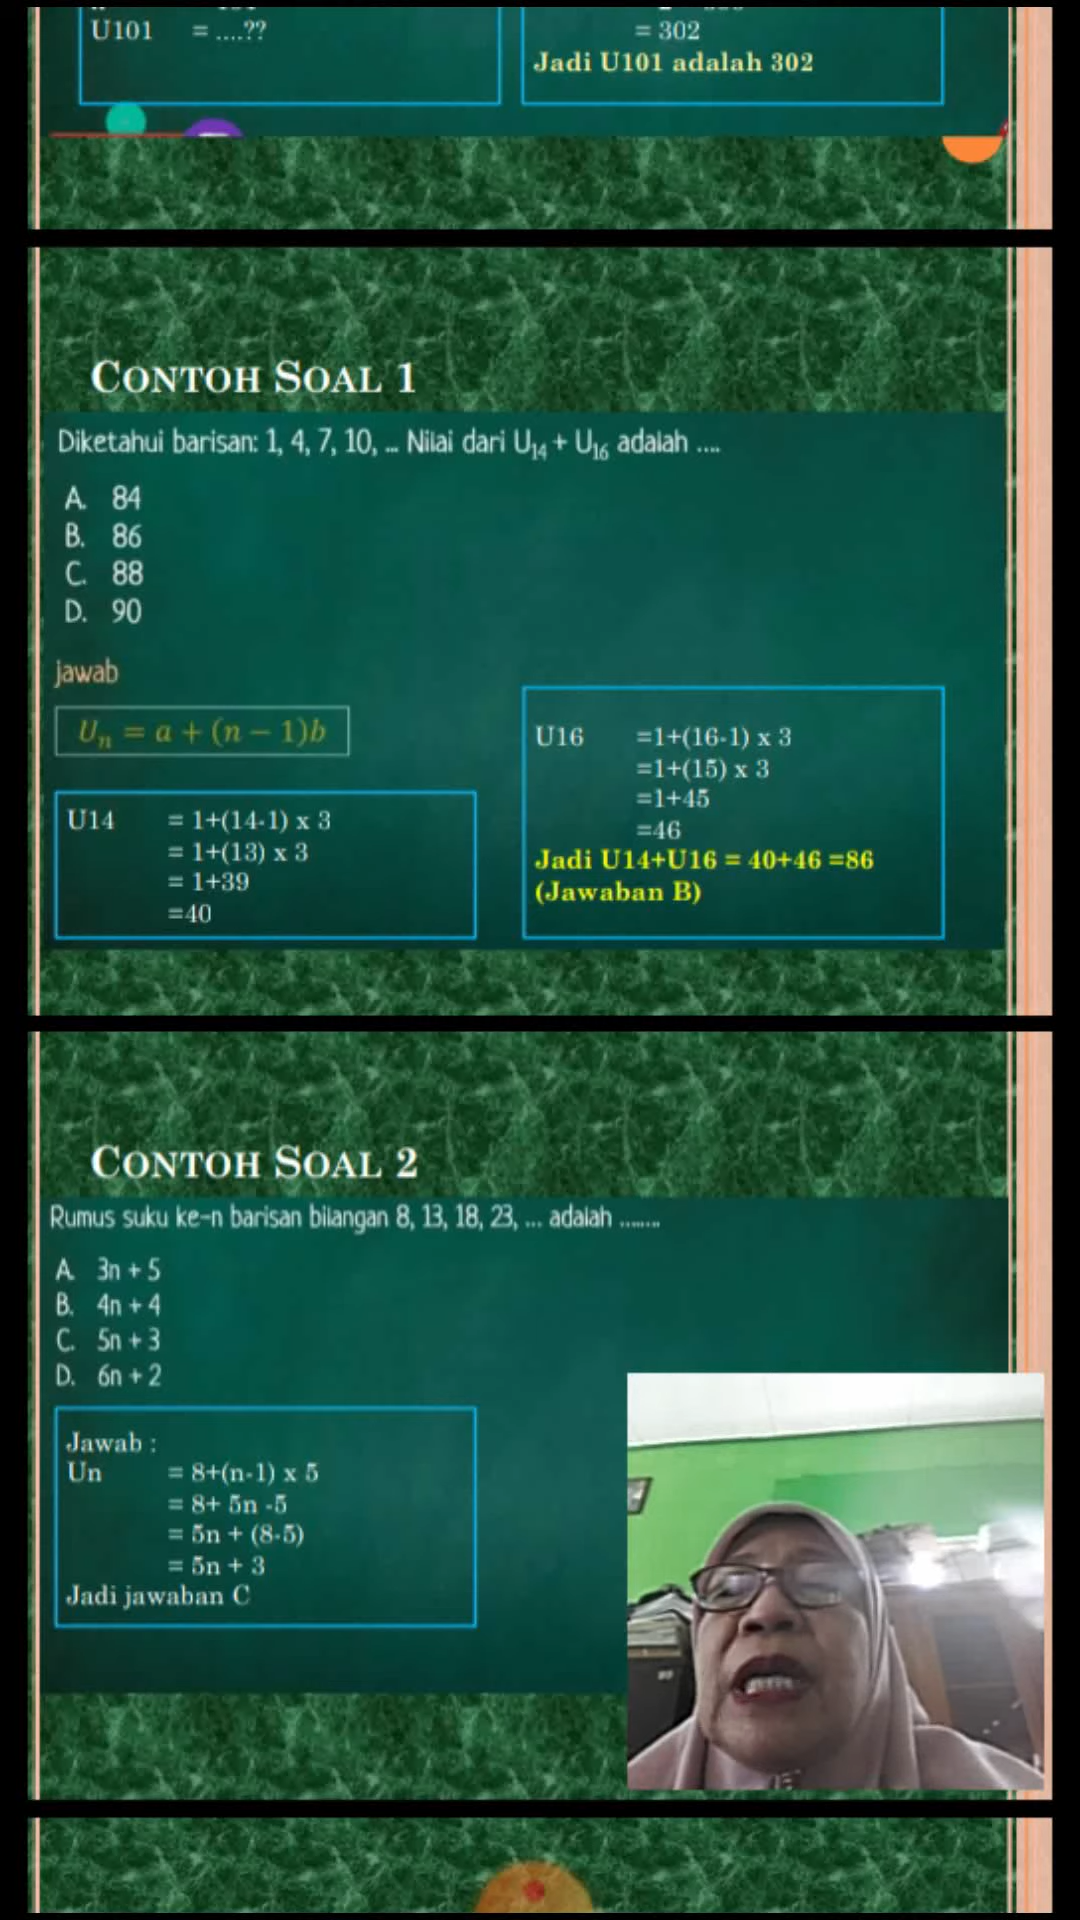 U101 = ....??
= 302
Jadi U101 adalah 302
CONTOH SOAL 1
Diketahui barisan: 1, 4, 7, 10, ... Nilai dari U₁₄ + U₁₆ adalah ....
A. 84
B. 86
C. 88
D. 90
jawab
Uₙ = a + (n − 1)b
U14 = 1+(14-1) x 3
= 1+(13) x 3
= 1+39
=40
U16 =1+(16-1) x 3
=1+(15) x 3
=1+45
=46
Jadi U14+U16 = 40+46 =86
(Jawaban B)
CONTOH SOAL 2
Rumus suku ke-n barisan bilangan 8, 13, 18, 23, ... adalah ........
A. 3n + 5
B. 4n + 4
C. 5n + 3
D. 6n + 2
Jawab :
Un = 8+(n-1) x 5
= 8+ 5n -5
= 5n + (8-5)
= 5n + 3
Jadi jawaban C